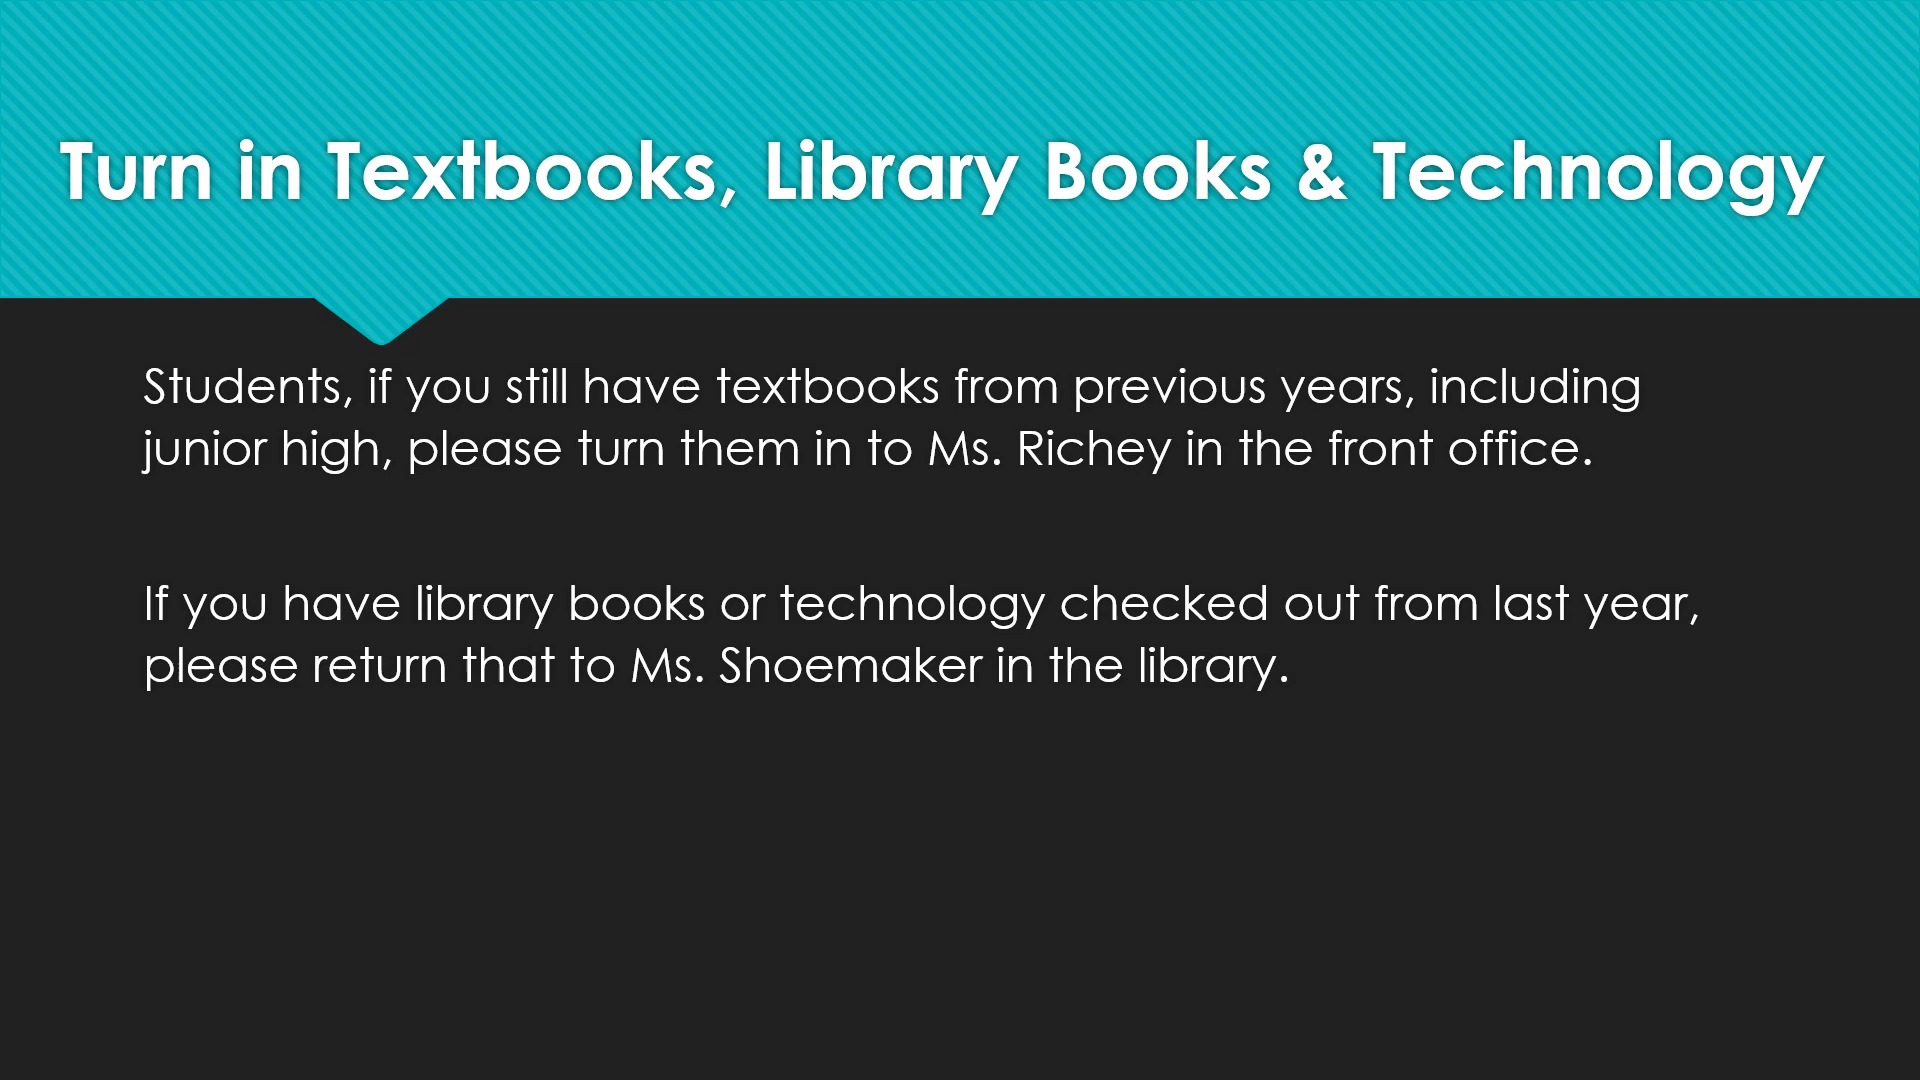 Turn in Textbooks, Library Books & Technology
Students, if you still have textbooks from previous years, including
junior high, please turn them in to Ms. Richey in the front office.
If you have library books or technology checked out from last year,
please return that to Ms. Shoemaker in the library.